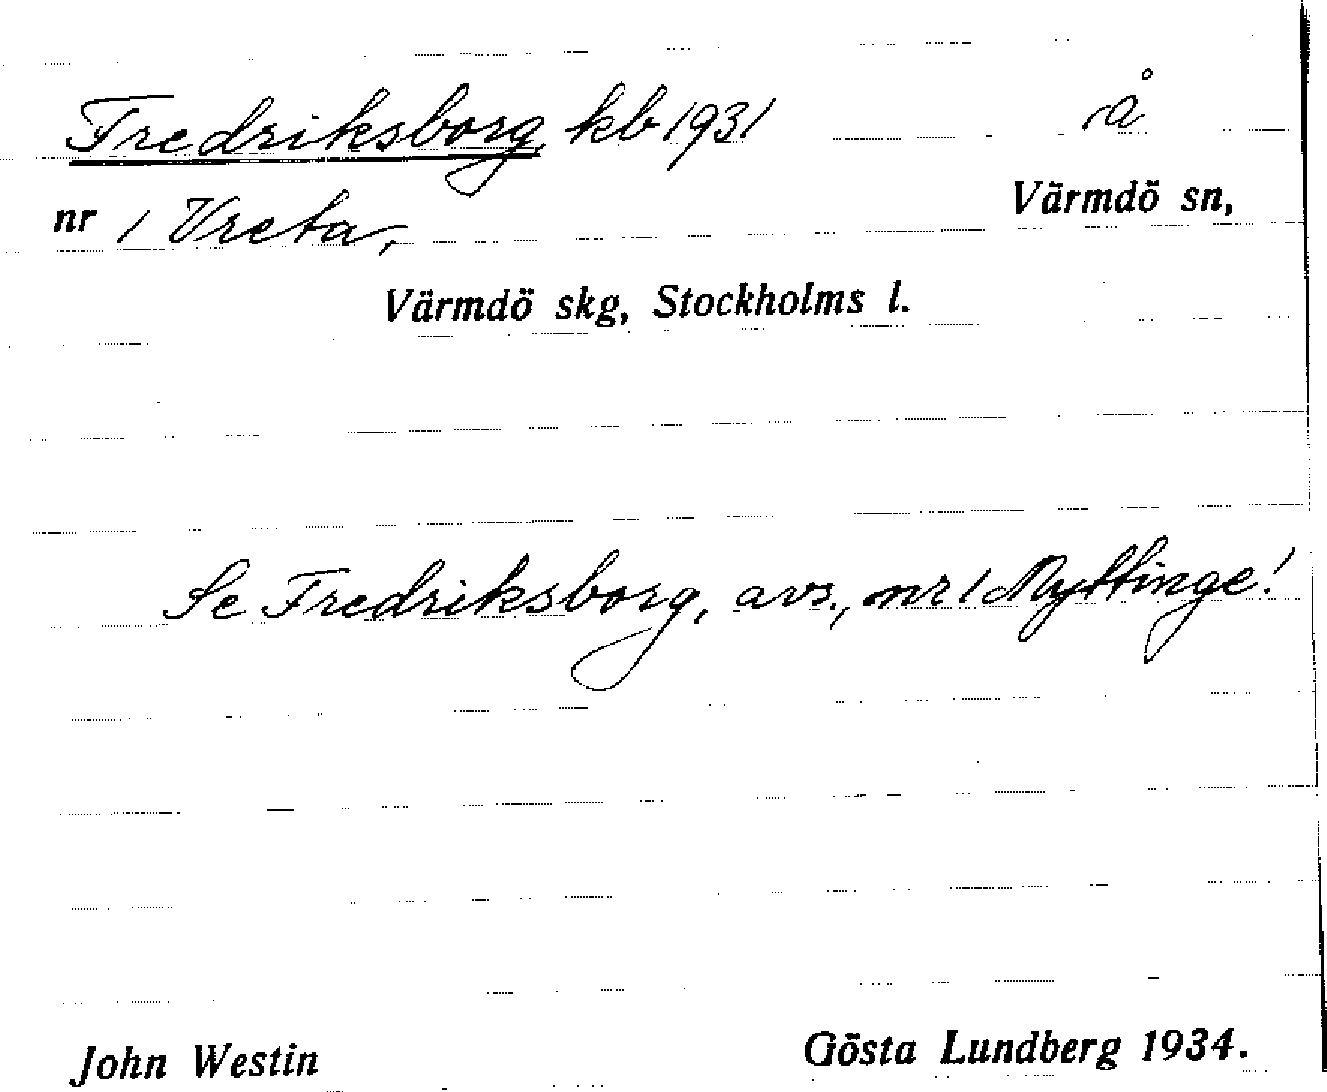 Fredriksborg, kb 1931 å
nr 1 Vreta, Värmdö sn,
Värmdö skg, Stockholms l.
Se Fredriksborg, avs., nr 1 Myttinge!
John Westin Gösta Lundberg 1934.